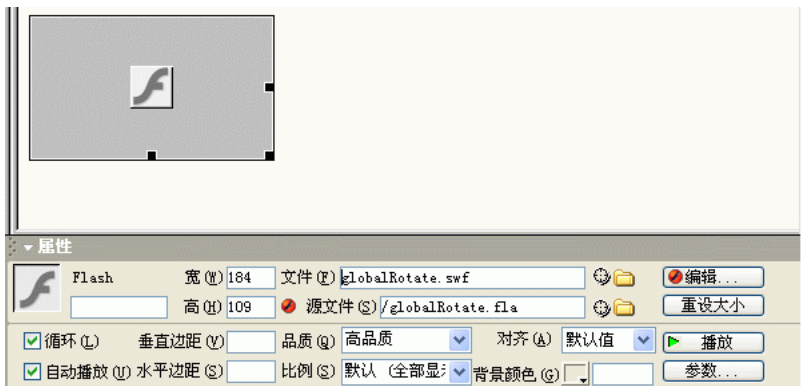 属性
Flash 宽(W) 184 文件(F) globalRotate.swf 编辑...
高(H) 109 源文件(S) /globalRotate.fla 重设大小
循环(L) 垂直边距(V) 品质(Q) 高品质 对齐(A) 默认值 播放
自动播放(U) 水平边距(S) 比例(S) 默认 (全部显 背景颜色(G) 参数...